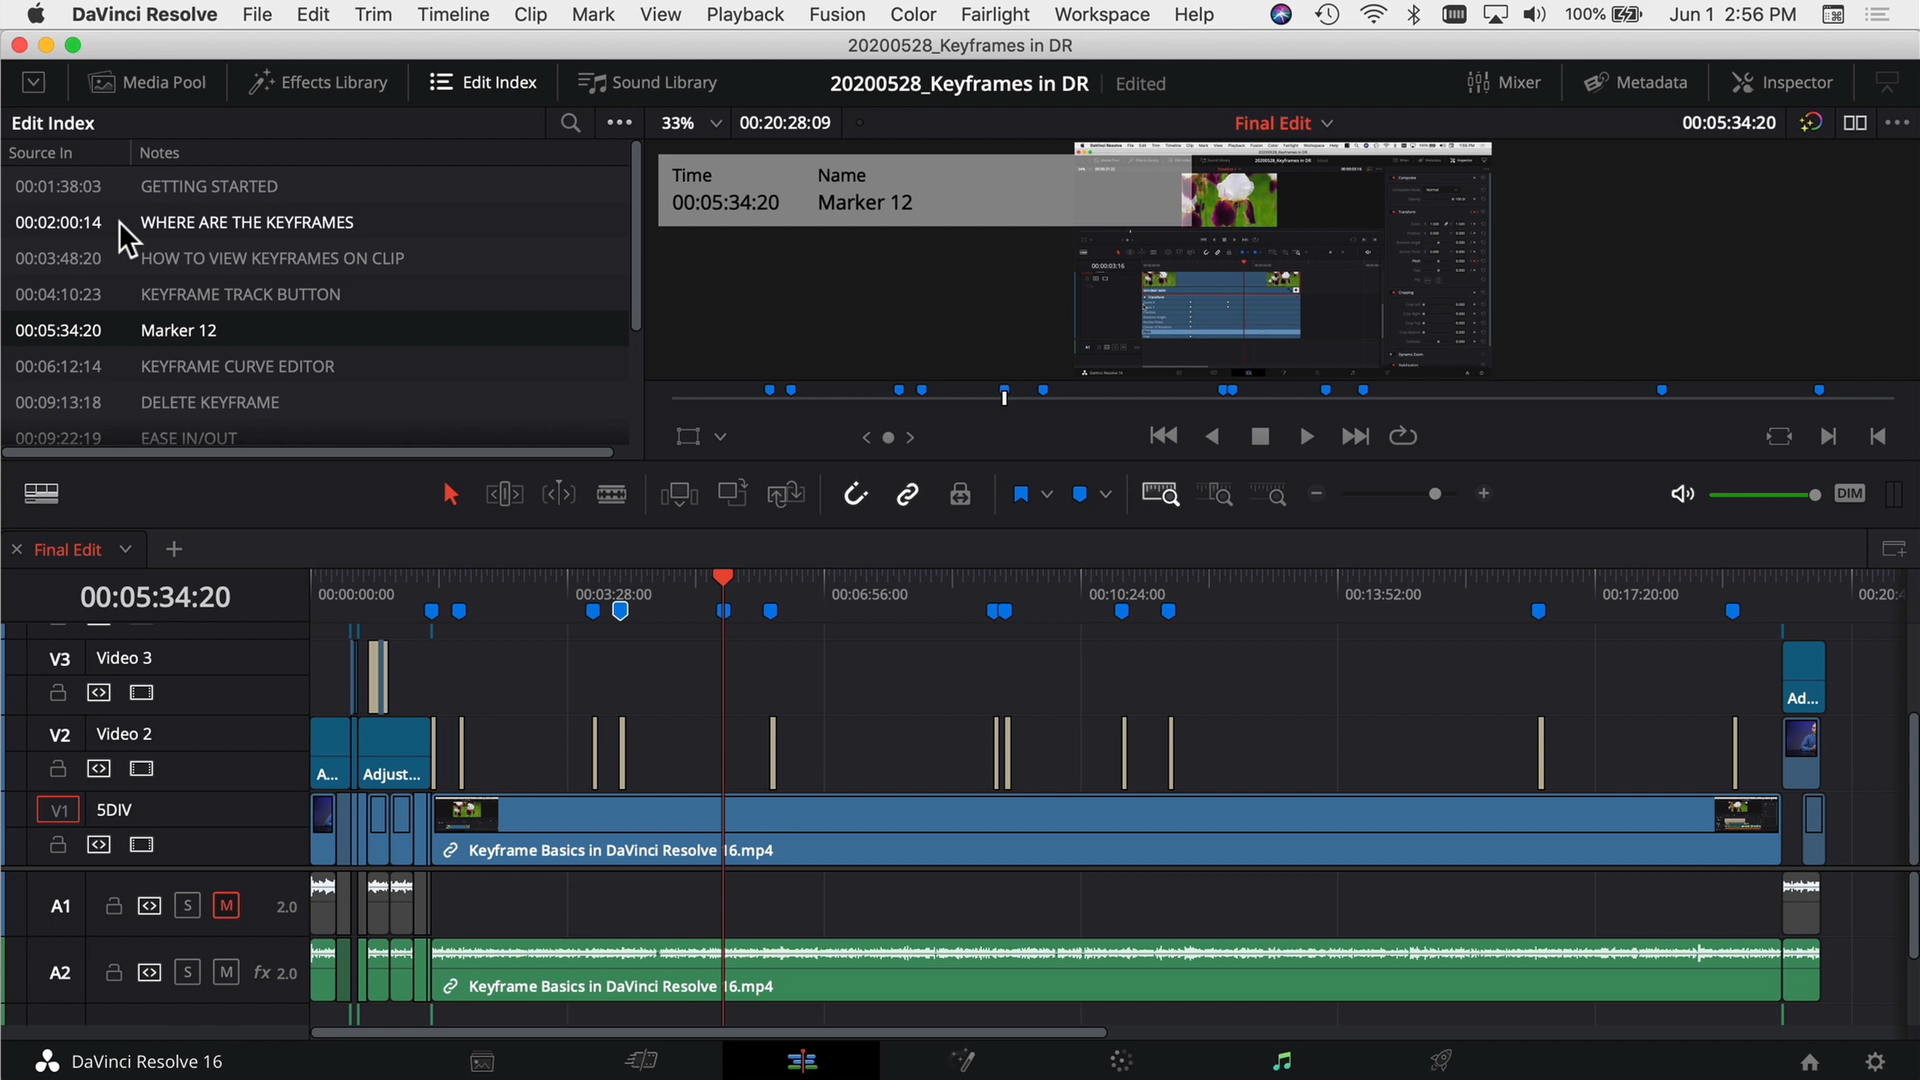 DaVinci Resolve File Edit Trim Timeline Clip Mark View Playback Fusion Color Fairlight Workspace Help 100% Jun 1 2:56 PM
20200528_Keyframes in DR
Media Pool Effects Library Edit Index Sound Library 20200528_Keyframes in DR Edited Mixer Metadata Inspector
Edit Index 33% 00:20:28:09 Final Edit 00:05:34:20
Source In Notes
00:01:38:03 GETTING STARTED
00:02:00:14 WHERE ARE THE KEYFRAMES
00:03:48:20 HOW TO VIEW KEYFRAMES ON CLIP
00:04:10:23 KEYFRAME TRACK BUTTON
00:05:34:20 Marker 12
00:06:12:14 KEYFRAME CURVE EDITOR
00:09:13:18 DELETE KEYFRAME
00:09:22:19 EASE IN/OUT
Time Name
00:05:34:20 Marker 12
DIM
Final Edit
00:05:34:20
00:00:00:00 00:03:28:00 00:06:56:00 00:10:24:00 00:13:52:00 00:17:20:00 00:20:4
V3 Video 3
Ad...
V2 Video 2
A... Adjust...
V1 5DIV
Keyframe Basics in DaVinci Resolve 16.mp4
A1 S M 2.0
A2 S M fx 2.0
Keyframe Basics in DaVinci Resolve 16.mp4
DaVinci Resolve 16